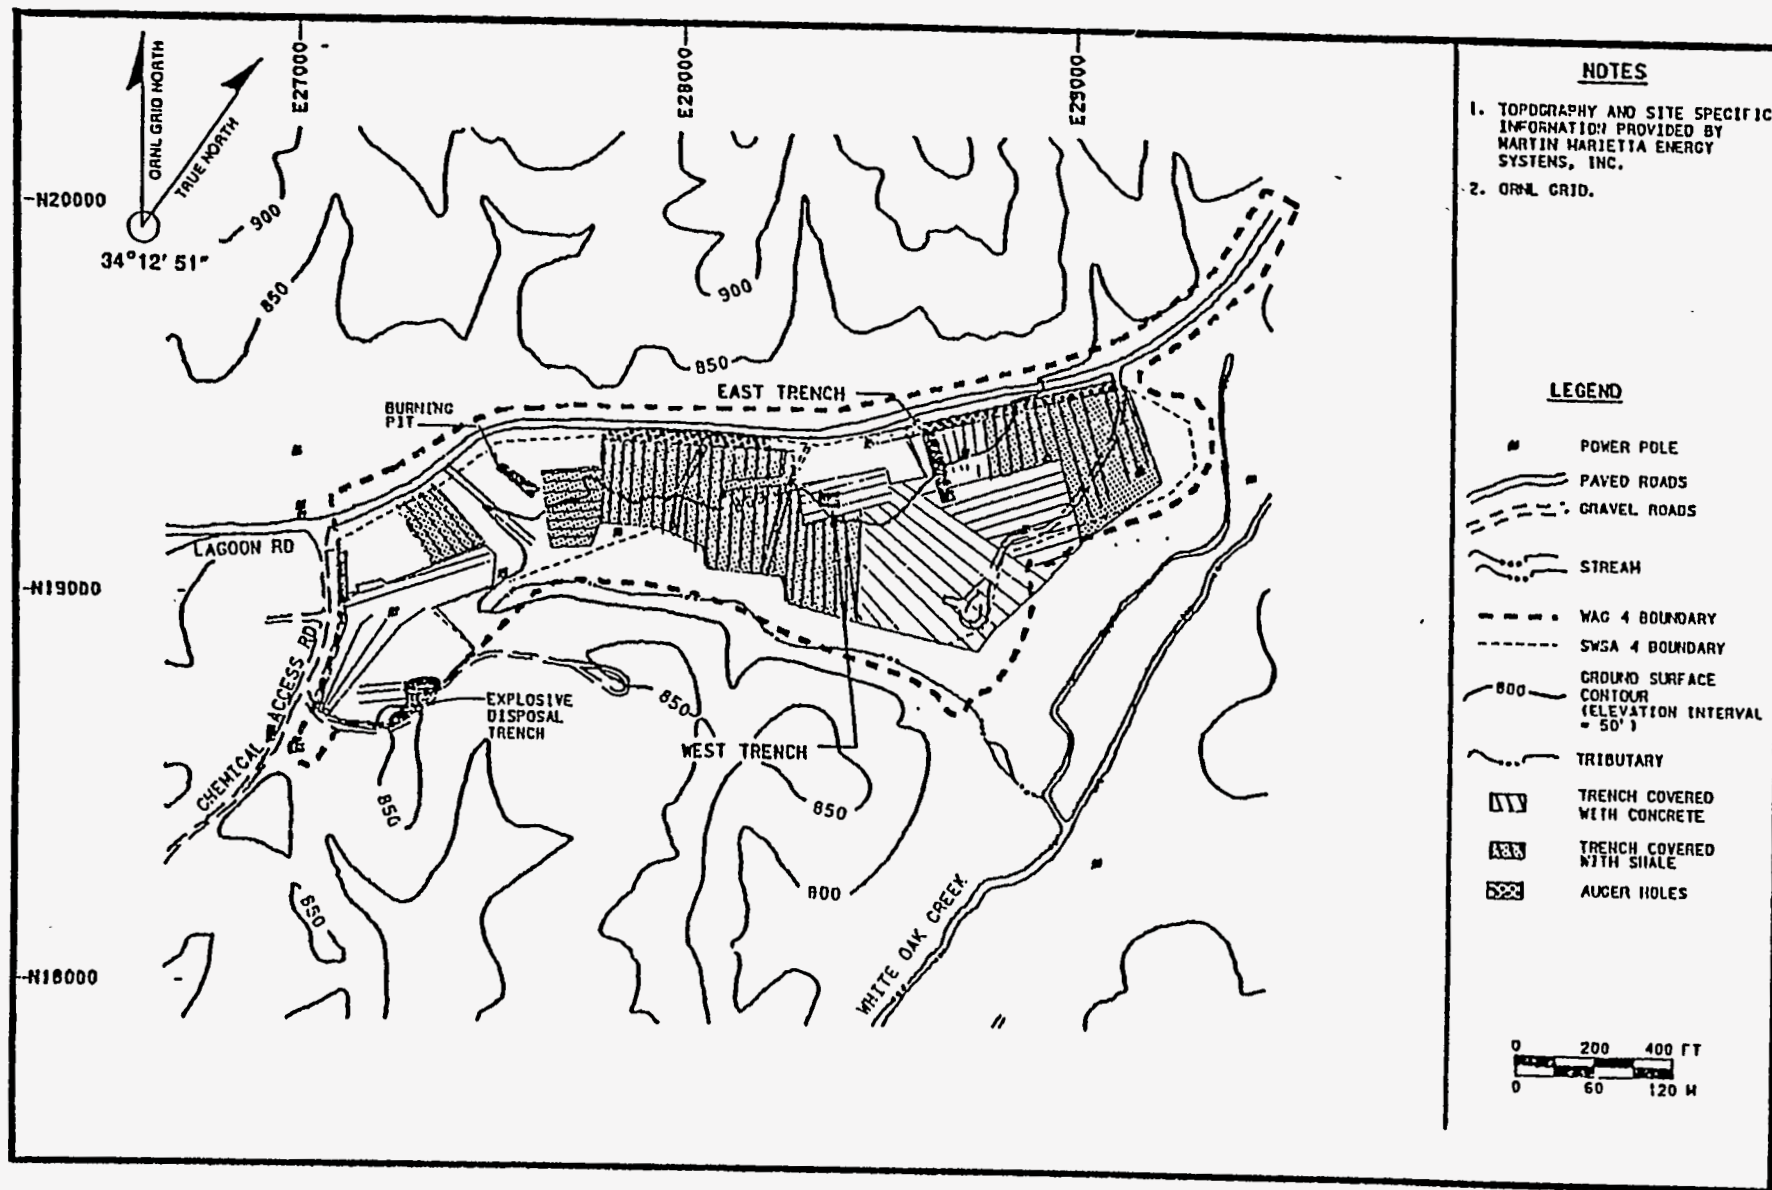 ORNL GRID NORTH
TRUE NORTH
34°12'51"
E27000
E28000
E29000
N20000
N19000
N18000
900
850
900
850
EAST TRENCH
BURNING
PIT
LAGOON RD
CHEMICAL
ACCESS RD
EXPLOSIVE
DISPOSAL
TRENCH
WEST TRENCH
850
850
850
800
850
WHITE OAK CREEK
NOTES
1. TOPOGRAPHY AND SITE SPECIFIC
INFORMATION PROVIDED BY
MARTIN MARIETTA ENERGY
SYSTEMS, INC.
2. ORNL GRID.
LEGEND
POWER POLE
PAVED ROADS
GRAVEL ROADS
STREAM
WAG 4 BOUNDARY
SWSA 4 BOUNDARY
800
GROUND SURFACE
CONTOUR
(ELEVATION INTERVAL
= 50')
TRIBUTARY
TRENCH COVERED
WITH CONCRETE
TRENCH COVERED
WITH SHALE
AUGER HOLES
0 200 400 FT
0 60 120 M